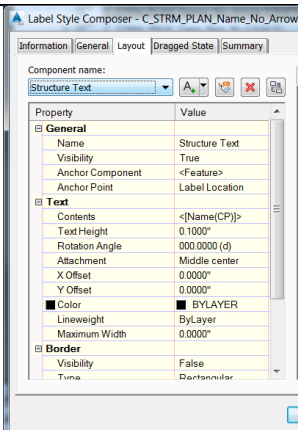 Label Style Composer - C_STRM_PLAN_Name_No_Arrow
Information General Layout Dragged State Summary
Component name:
Structure Text
Property Value
General
Name Structure Text
Visibility True
Anchor Component <Feature>
Anchor Point Label Location
Text
Contents <[Name(CP)]>
Text Height 0.1000"
Rotation Angle 000.0000 (d)
Attachment Middle center
X Offset 0.0000"
Y Offset 0.0000"
Color BYLAYER
Lineweight ByLayer
Maximum Width 0.0000"
Border
Visibility False
Type Rectangular